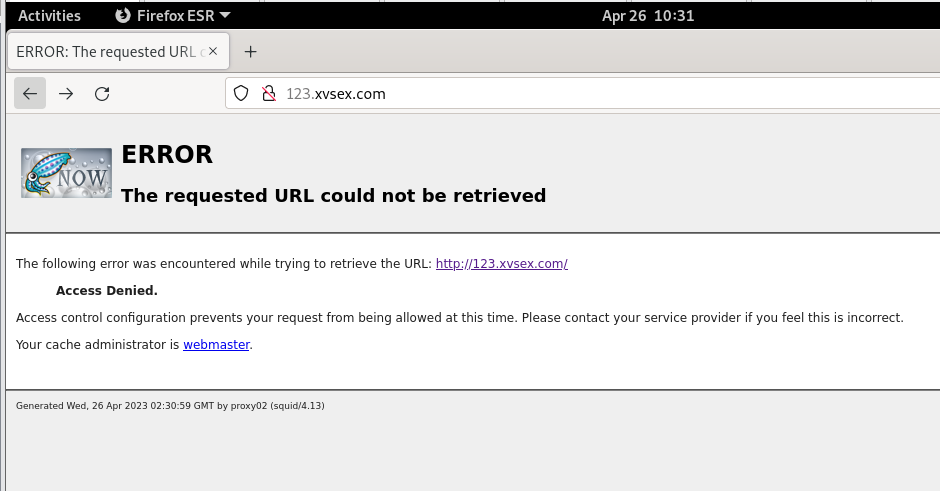 Activities Firefox ESR Apr 26 10:31
ERROR: The requested URL c
123.xvsex.com
NOW
ERROR
The requested URL could not be retrieved
The following error was encountered while trying to retrieve the URL: http://123.xvsex.com/
Access Denied.
Access control configuration prevents your request from being allowed at this time. Please contact your service provider if you feel this is incorrect.
Your cache administrator is webmaster.
Generated Wed, 26 Apr 2023 02:30:59 GMT by proxy02 (squid/4.13)